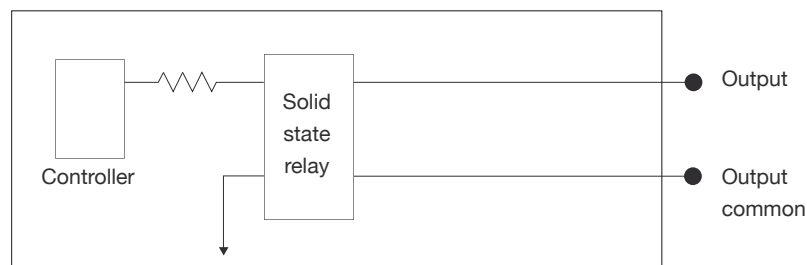 Controller
Solid
state
relay
Output
Output
common